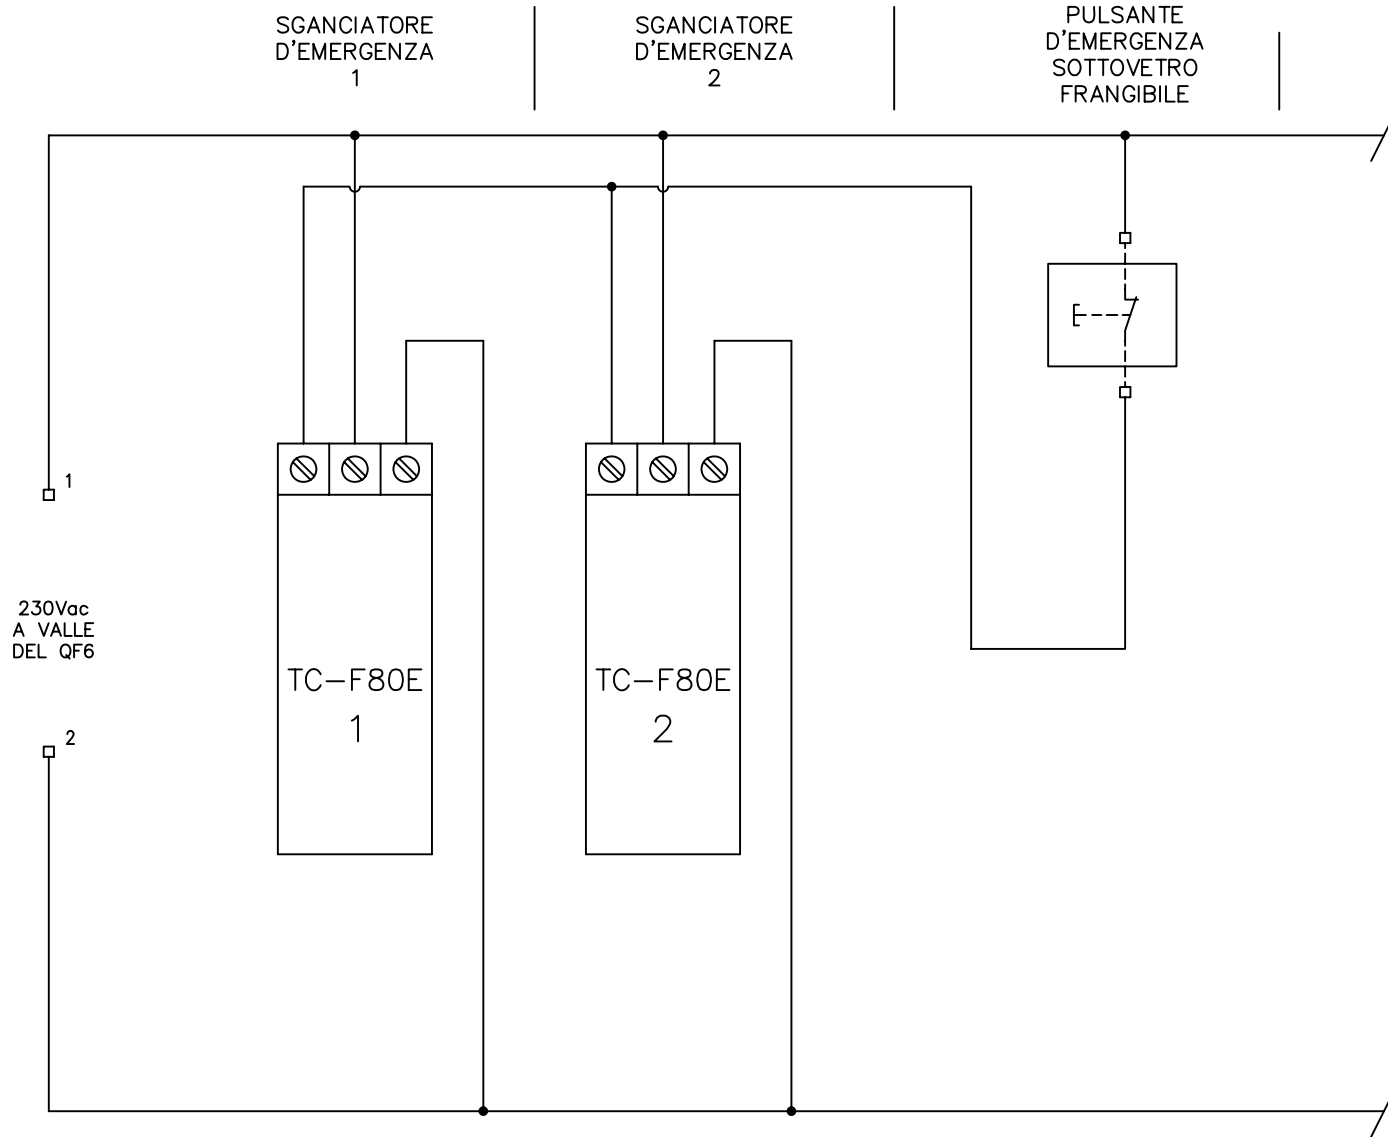 SGANCIATORE
D'EMERGENZA
1
SGANCIATORE
D'EMERGENZA
2
PULSANTE
D'EMERGENZA
SOTTOVETRO
FRANGIBILE
1
230Vac
A VALLE
DEL QF6
2
TC-F80E
1
TC-F80E
2